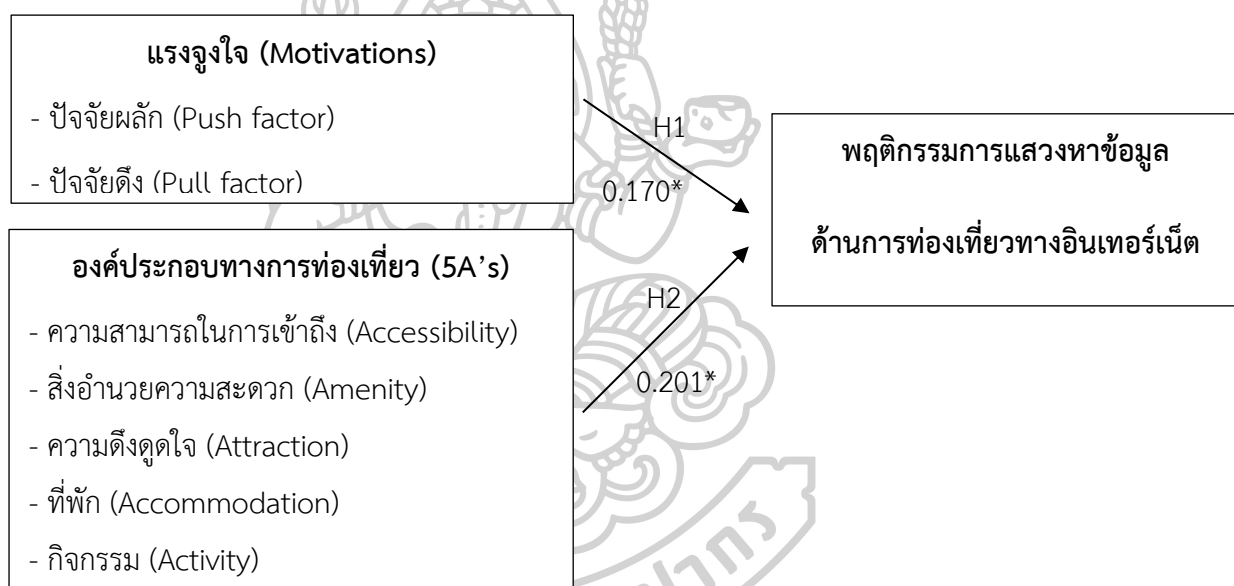 แรงจูงใจ (Motivations)
- ปัจจัยผลัก (Push factor)
- ปัจจัยดึง (Pull factor)
องค์ประกอบทางการท่องเที่ยว (5A’s)
- ความสามารถในการเข้าถึง (Accessibility)
- สิ่งอำนวยความสะดวก (Amenity)
- ความดึงดูดใจ (Attraction)
- ที่พัก (Accommodation)
- กิจกรรม (Activity)
H1
0.170*
H2
0.201*
พฤติกรรมการแสวงหาข้อมูล
ด้านการท่องเที่ยวทางอินเทอร์เน็ต